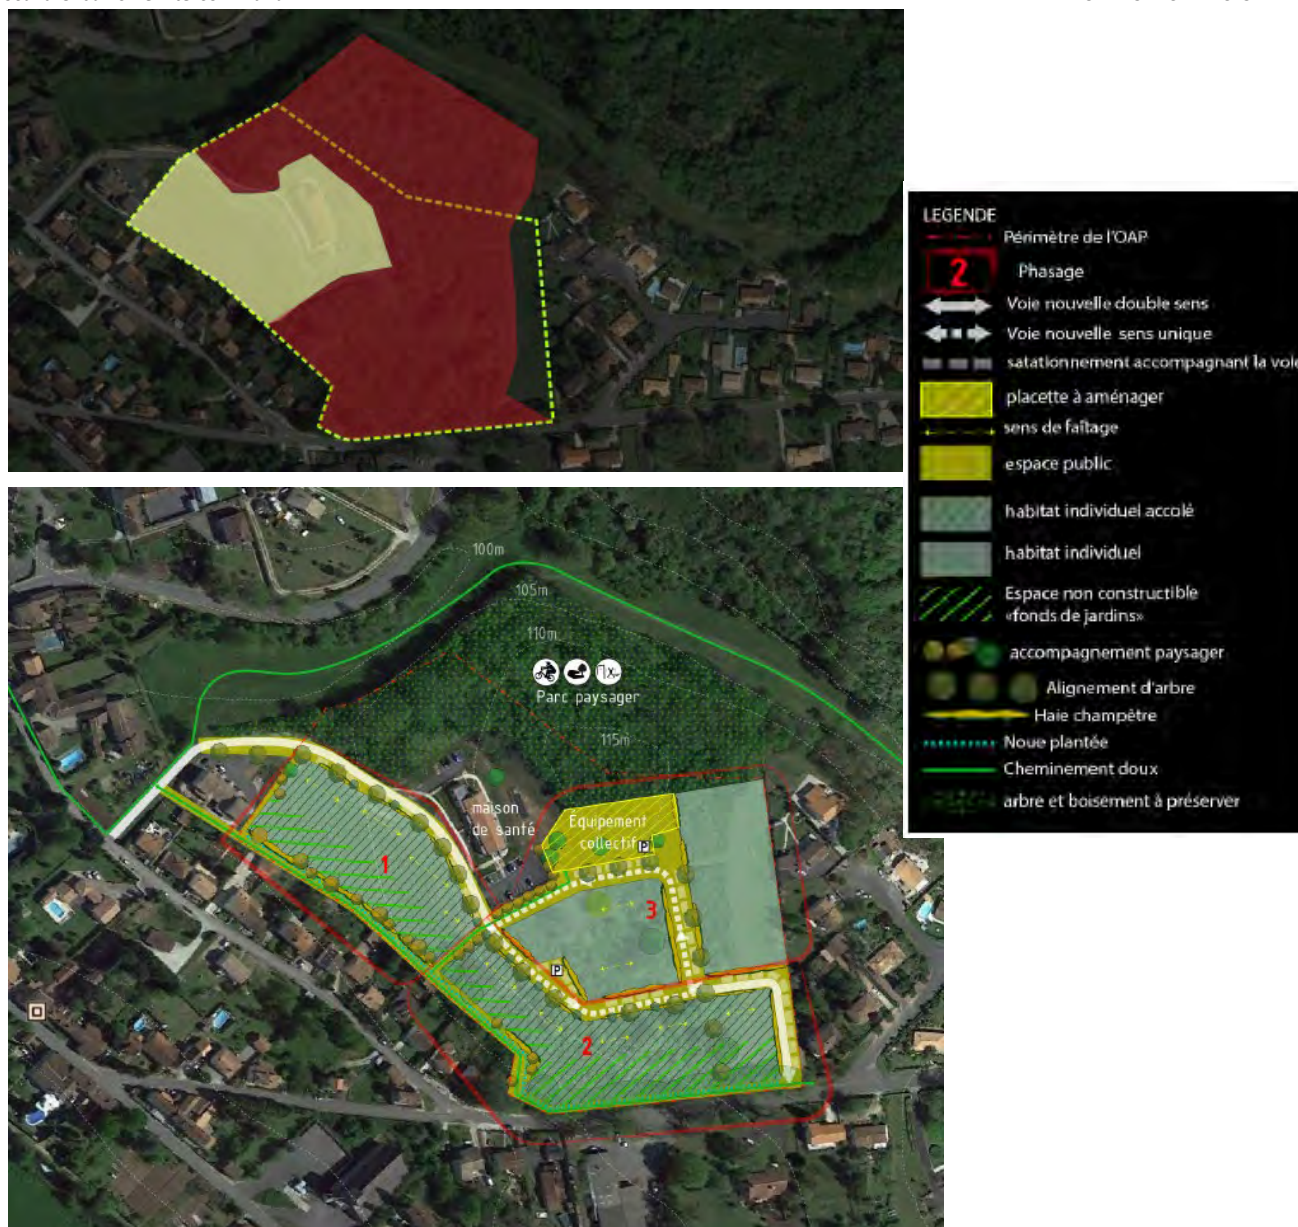 LEGENDE
Périmètre de l'OAP
2 Phasage
Voie nouvelle double sens
Voie nouvelle sens unique
satationnement accompagnant la voie
placette à aménager
sens de faîtage
espace public
habitat individuel accolé
habitat individuel
Espace non constructible
«fonds de jardins»
accompagnement paysager
Alignement d'arbre
Haie champêtre
Noue plantée
Cheminement doux
arbre et boisement à préserver
100m
105m
110m
Parc paysager
115m
maison
de santé
Equipement
collectif
P
1
3
P
2